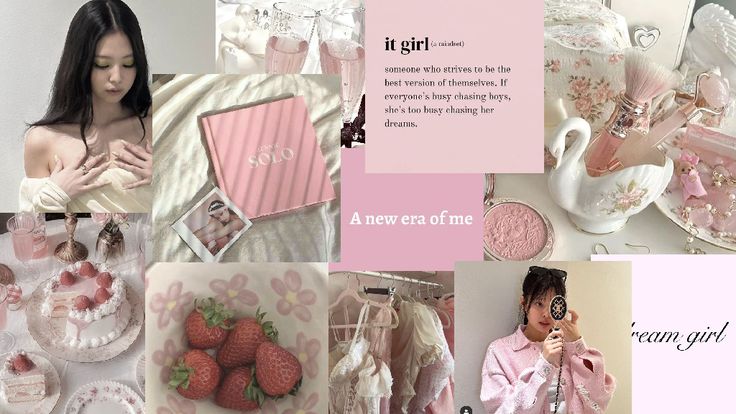 it girl (a mindset)
someone who strives to be the
best version of themselves. If
everyone's busy chasing boys,
she's too busy chasing her
dreams.
JENNIE
SOLO
A new era of me
dream girl